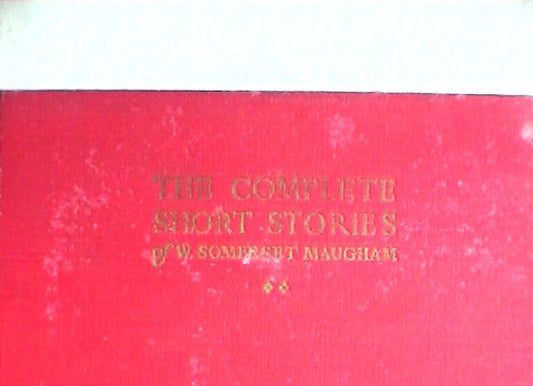 THE COMPLETE
SHORT STORIES
of W. SOMERSET MAUGHAM